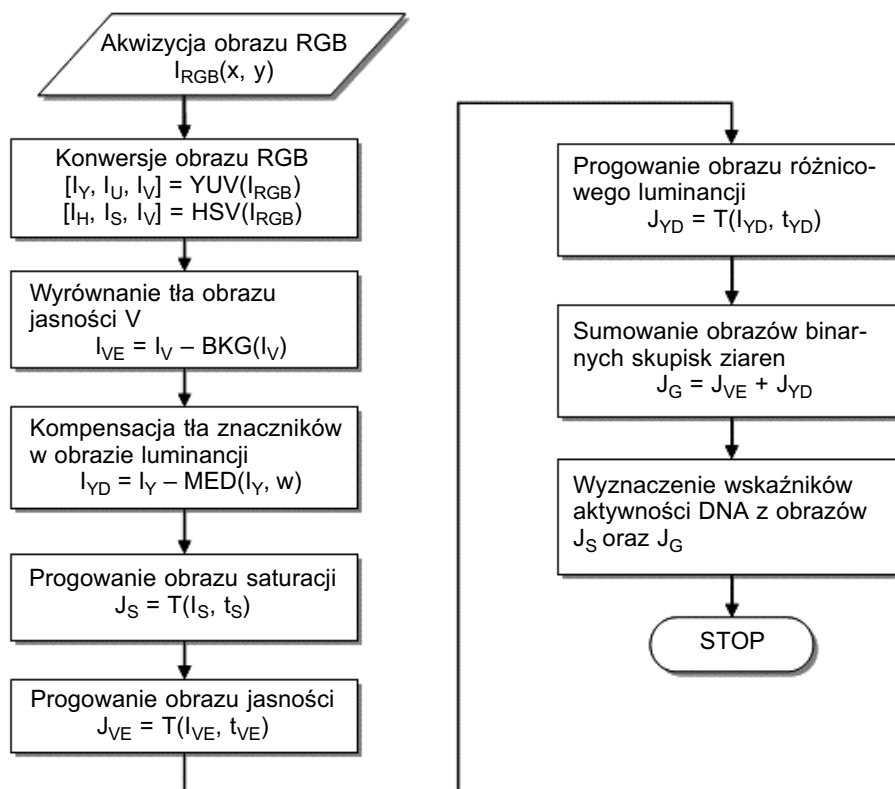 Akwizycja obrazu RGB
I_RGB(x, y)
Konwersje obrazu RGB
[I_Y, I_U, I_V] = YUV(I_RGB)
[I_H, I_S, I_V] = HSV(I_RGB)
Wyrównanie tła obrazu
jasności V
I_VE = I_V – BKG(I_V)
Kompensacja tła znaczników
w obrazie luminancji
I_YD = I_Y – MED(I_Y, w)
Progowanie obrazu saturacji
J_S = T(I_S, t_S)
Progowanie obrazu jasności
J_VE = T(I_VE, t_VE)
Progowanie obrazu różnico-
wego luminancji
J_YD = T(I_YD, t_YD)
Sumowanie obrazów binar-
nych skupisk ziaren
J_G = J_VE + J_YD
Wyznaczenie wskaźników
aktywności DNA z obrazów
J_S oraz J_G
STOP